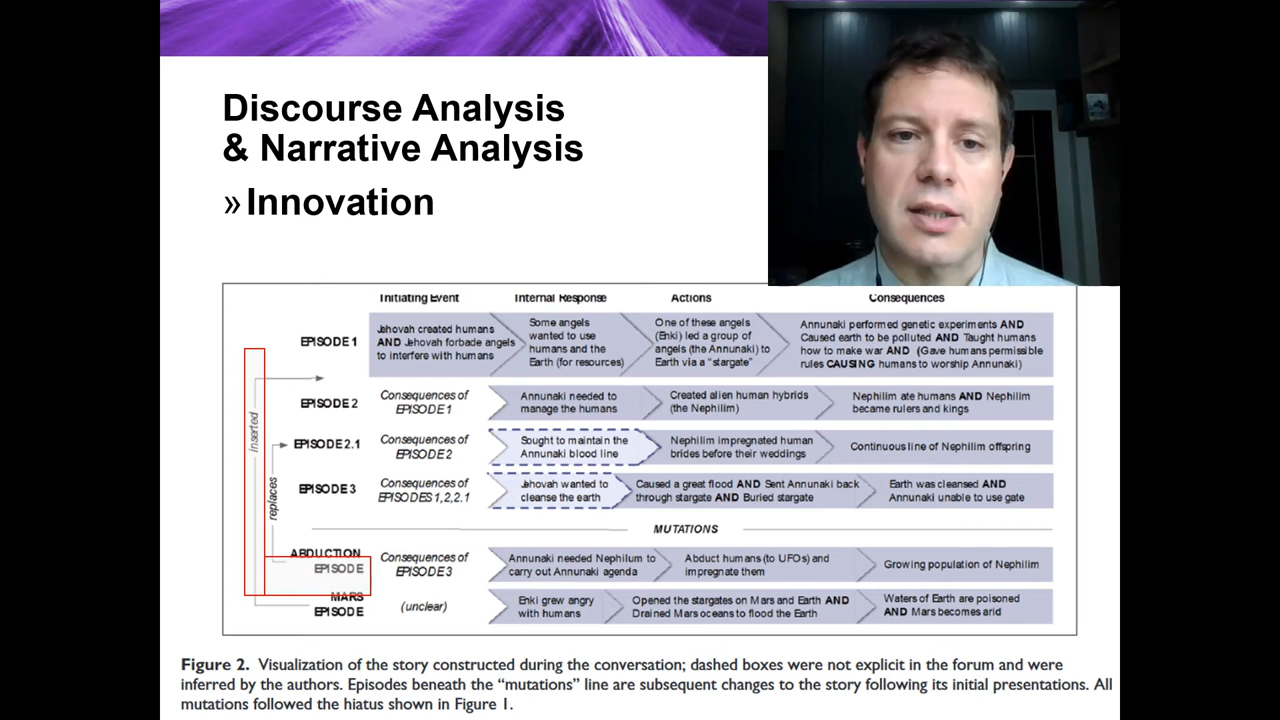 Discourse Analysis
& Narrative Analysis
» Innovation
Initiating Event Internal Response Actions Consequences
EPISODE 1
Jehovah created humans
AND Jehovah forbade angels
to interfere with humans
Some angels
wanted to use
humans and the
Earth (for resources)
One of these angels
(Enki) led a group of
angels (the Annunaki) to
Earth via a “stargate”
Annunaki performed genetic experiments AND
Caused earth to be polluted AND Taught humans
how to make war AND (Gave humans permissible
rules CAUSING humans to worship Annunaki)
EPISODE 2
Consequences of
EPISODE 1
Annunaki needed to
manage the humans
Created alien human hybrids
(the Nephilim)
Nephilim ate humans AND Nephilim
became rulers and kings
EPISODE 2.1
Consequences of
EPISODE 2
Sought to maintain the
Annunaki blood line
Nephilim impregnated human
brides before their weddings
Continuous line of Nephilim offspring
EPISODE 3
Consequences of
EPISODES 1,2,2.1
Jehovah wanted to
cleanse the earth
Caused a great flood AND Sent Annunaki back
through stargate AND Buried stargate
Earth was cleansed AND
Annunaki unable to use gate
inserted
replaces
MUTATIONS
ABDUCTION
EPISODE
Consequences of
EPISODE 3
Annunaki needed Nephilum to
carry out Annunaki agenda
Abduct humans (to UFOs) and
impregnate them
Growing population of Nephilim
MARS
EPISODE
(unclear)
Enki grew angry
with humans
Opened the stargates on Mars and Earth AND
Drained Mars oceans to flood the Earth
Waters of Earth are poisoned
AND Mars becomes arid
Figure 2. Visualization of the story constructed during the conversation; dashed boxes were not explicit in the forum and were
inferred by the authors. Episodes beneath the “mutations” line are subsequent changes to the story following its initial presentations. All
mutations followed the hiatus shown in Figure 1.